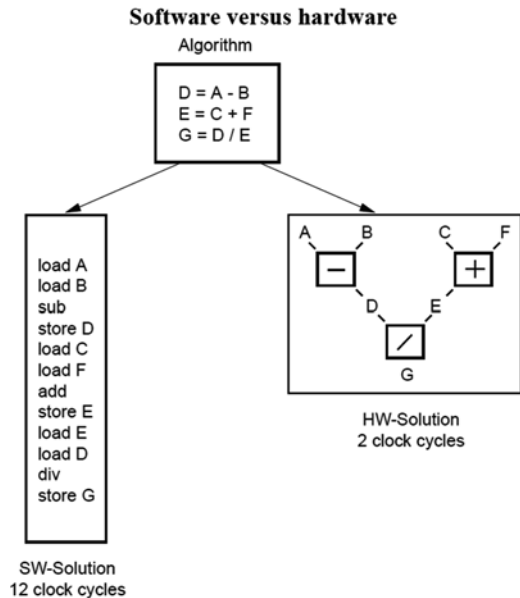 Software versus hardware
Algorithm
D = A - B
E = C + F
G = D / E
load A
load B
sub
store D
load C
load F
add
store E
load E
load D
div
store G
SW-Solution
12 clock cycles
A B C F
− +
D E
/
G
HW-Solution
2 clock cycles